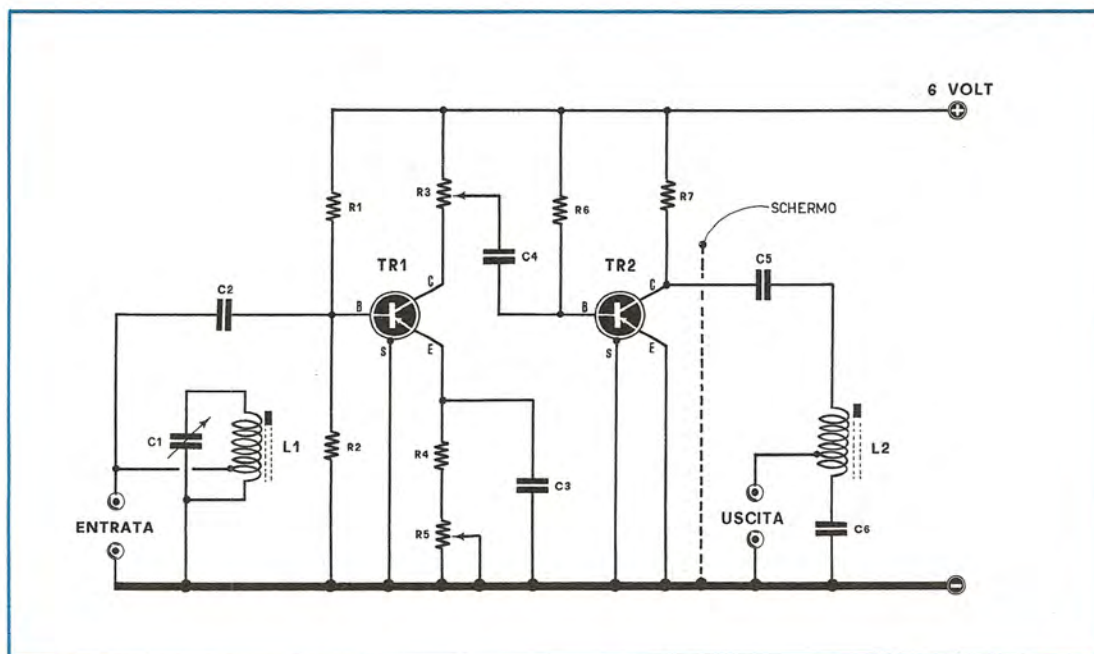 6 VOLT
+
R1
R3
R6
R7
SCHERMO
C4
TR1
TR2
C
C
C5
C2
B
B
S
E
S
E
C1
L1
R2
R4
C3
L2
ENTRATA
R5
USCITA
C6
-